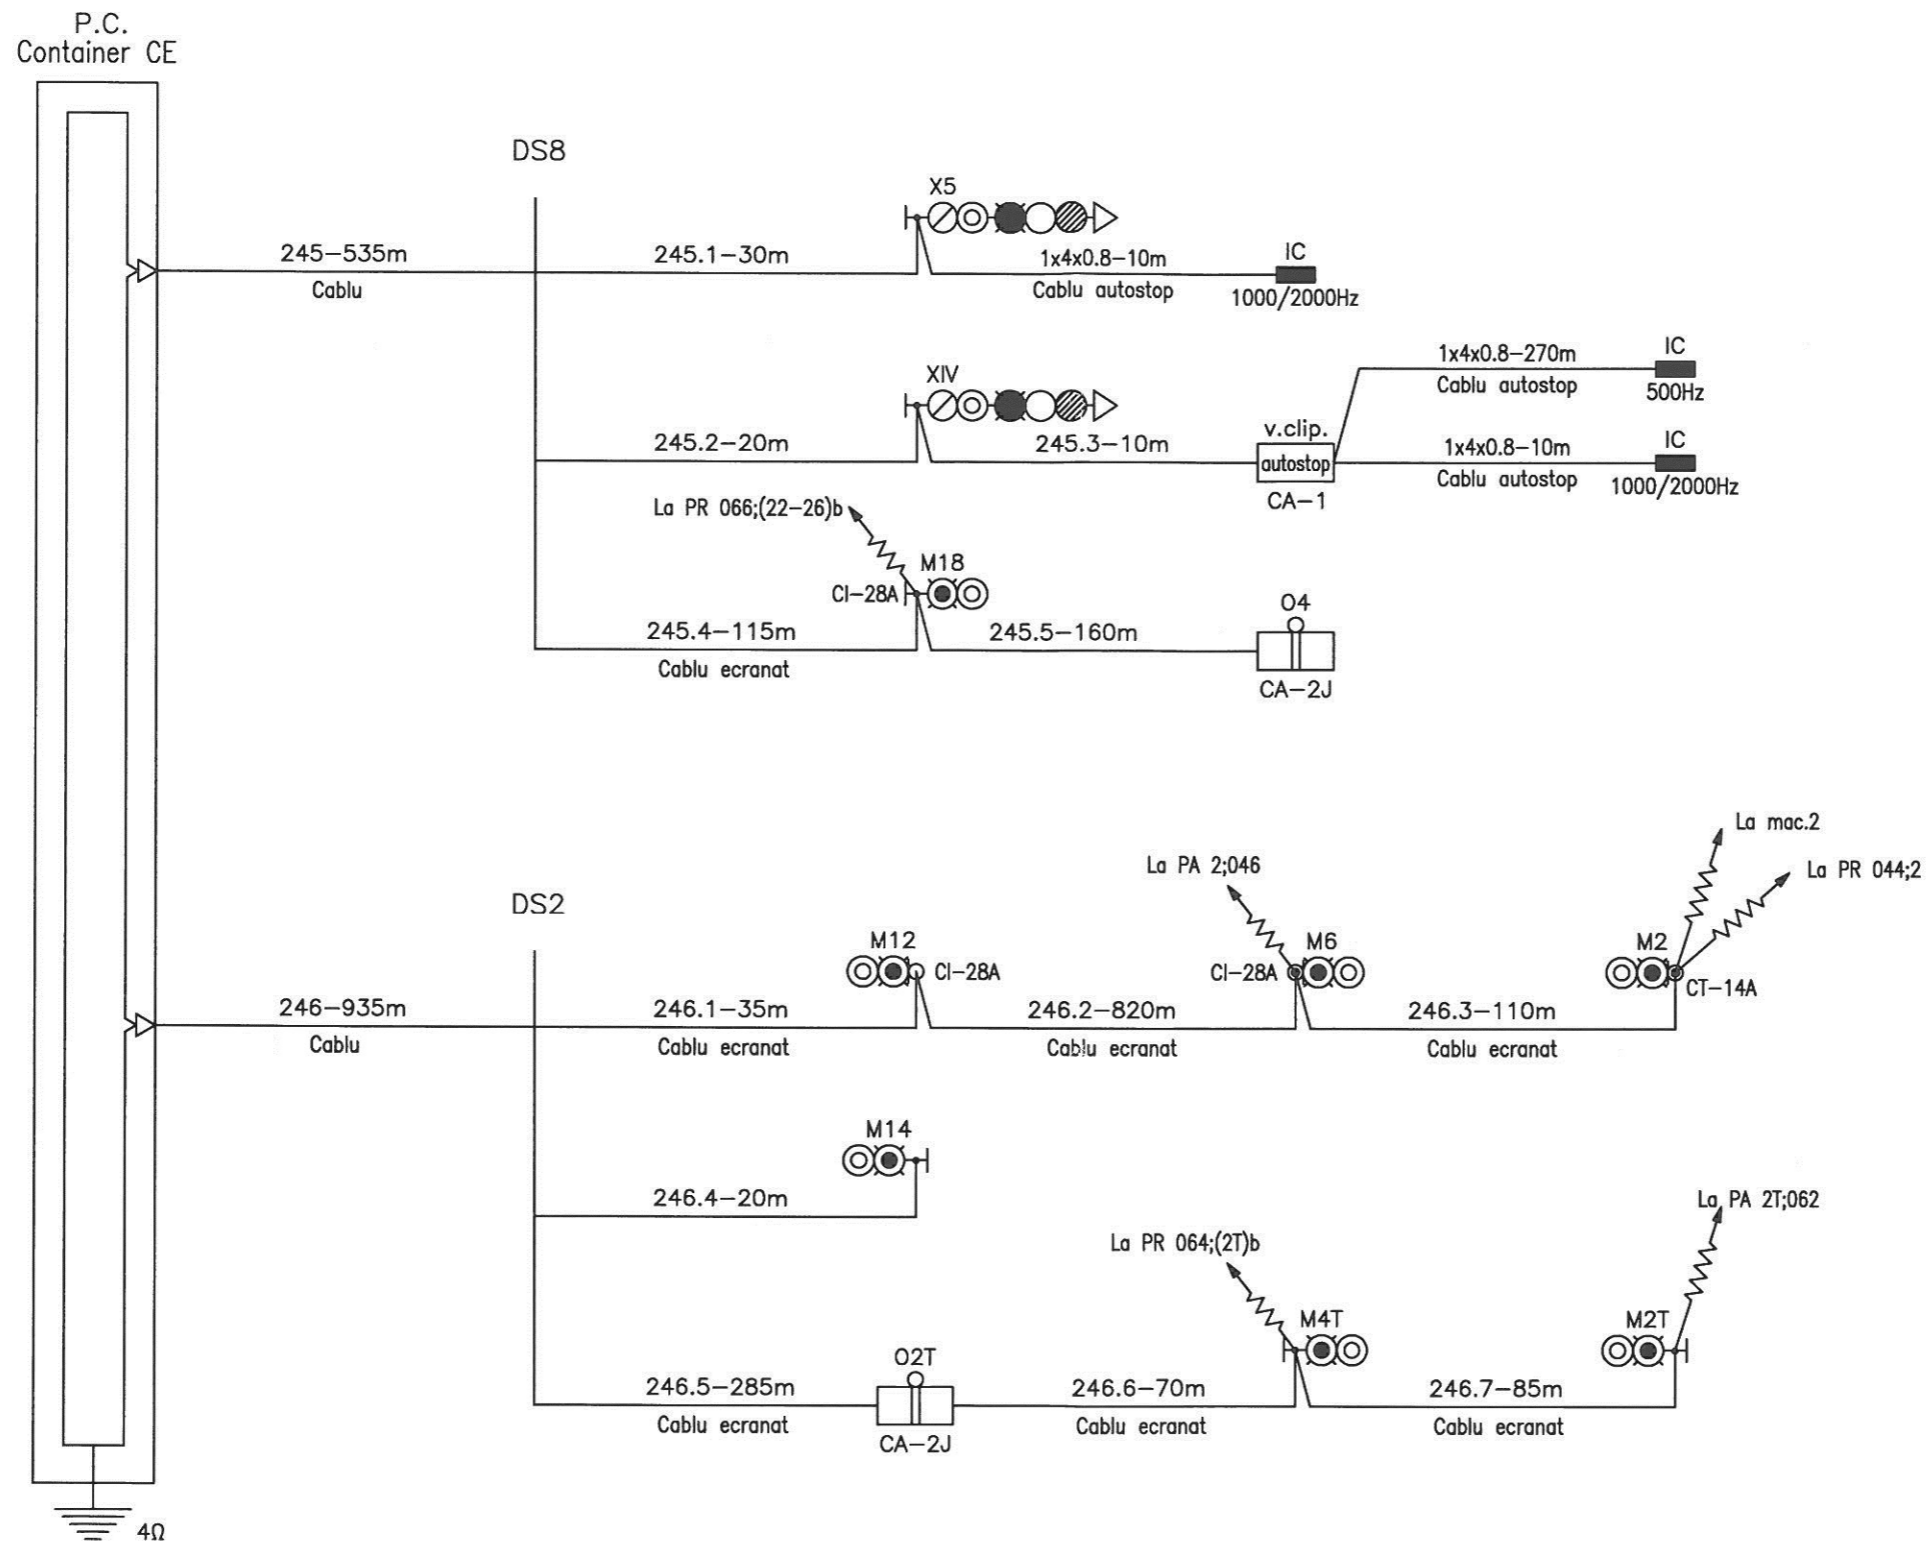 P.C.
Container CE
DS8
X5
245-535m
Cablu
245.1-30m
1x4x0.8-10m
Cablu autostop
IC
1000/2000Hz
1x4x0.8-270m
Cablu autostop
IC
500Hz
XIV
245.2-20m
245.3-10m
v.clip.
autostop
CA-1
1x4x0.8-10m
Cablu autostop
IC
1000/2000Hz
La PR 066;(22-26)b
M18
CI-28A
245.4-115m
Cablu ecranat
245.5-160m
O4
CA-2J
La mac.2
La PR 044;2
La PA 2;046
DS2
M12
CI-28A
CI-28A
M6
M2
CT-14A
246-935m
Cablu
246.1-35m
Cablu ecranat
246.2-820m
Cablu ecranat
246.3-110m
Cablu ecranat
M14
246.4-20m
La PA 2T;062
La PR 064;(2T)b
M4T
M2T
O2T
246.5-285m
Cablu ecranat
CA-2J
246.6-70m
Cablu ecranat
246.7-85m
Cablu ecranat
4Ω